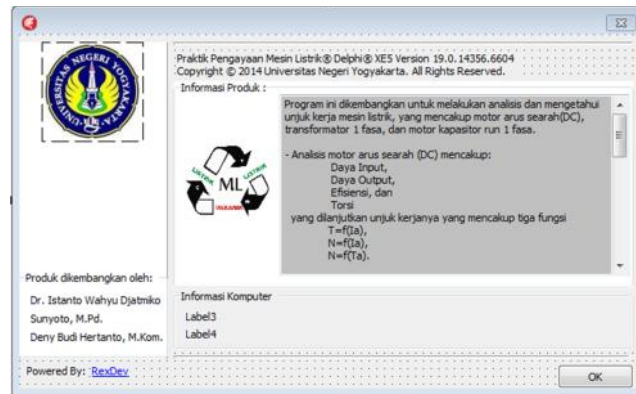 UNIVERSITAS NEGERI YOGYAKARTA
Praktik Pengayaan Mesin Listrik® Delphi® XE5 Version 19.0.14356.6604
Copyright © 2014 Universitas Negeri Yogyakarta. All Rights Reserved.
Informasi Produk :
LISTRIK
LISTRIK
ML
Program ini dikembangkan untuk melakukan analisis dan mengetahui
unjuk kerja mesin listrik, yang mencakup motor arus searah(DC),
transformator 1 fasa, dan motor kapasitor run 1 fasa.
- Analisis motor arus searah (DC) mencakup:
Daya Input,
Daya Output,
Efisiensi, dan
Torsi
yang dilanjutkan unjuk kerjanya yang mencakup tiga fungsi
T=f(Ia),
N=f(Ia),
N=f(Ta).
Produk dikembangkan oleh:
Dr. Istanto Wahyu Djatmiko
Sunyoto, M.Pd.
Deny Budi Hertanto, M.Kom.
Informasi Komputer
Label3
Label4
Powered By: RexDev
OK